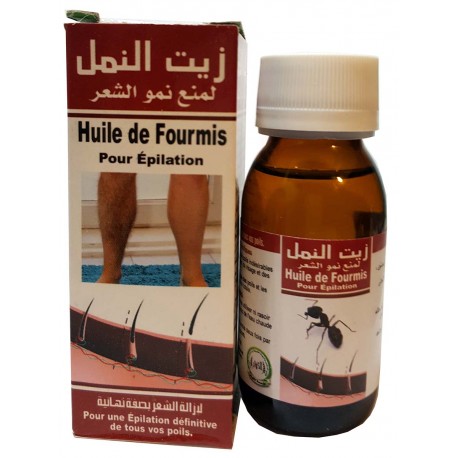 زيت النمل
لمنع نمو الشعر
Huile de Fourmis
Pour Épilation
لازالة الشعر بصفة نهائية
Pour une Épilation définitive
de tous vos poils.
زيت النمل
لمنع نمو الشعر
Huile de Fourmis
Pour Épilation